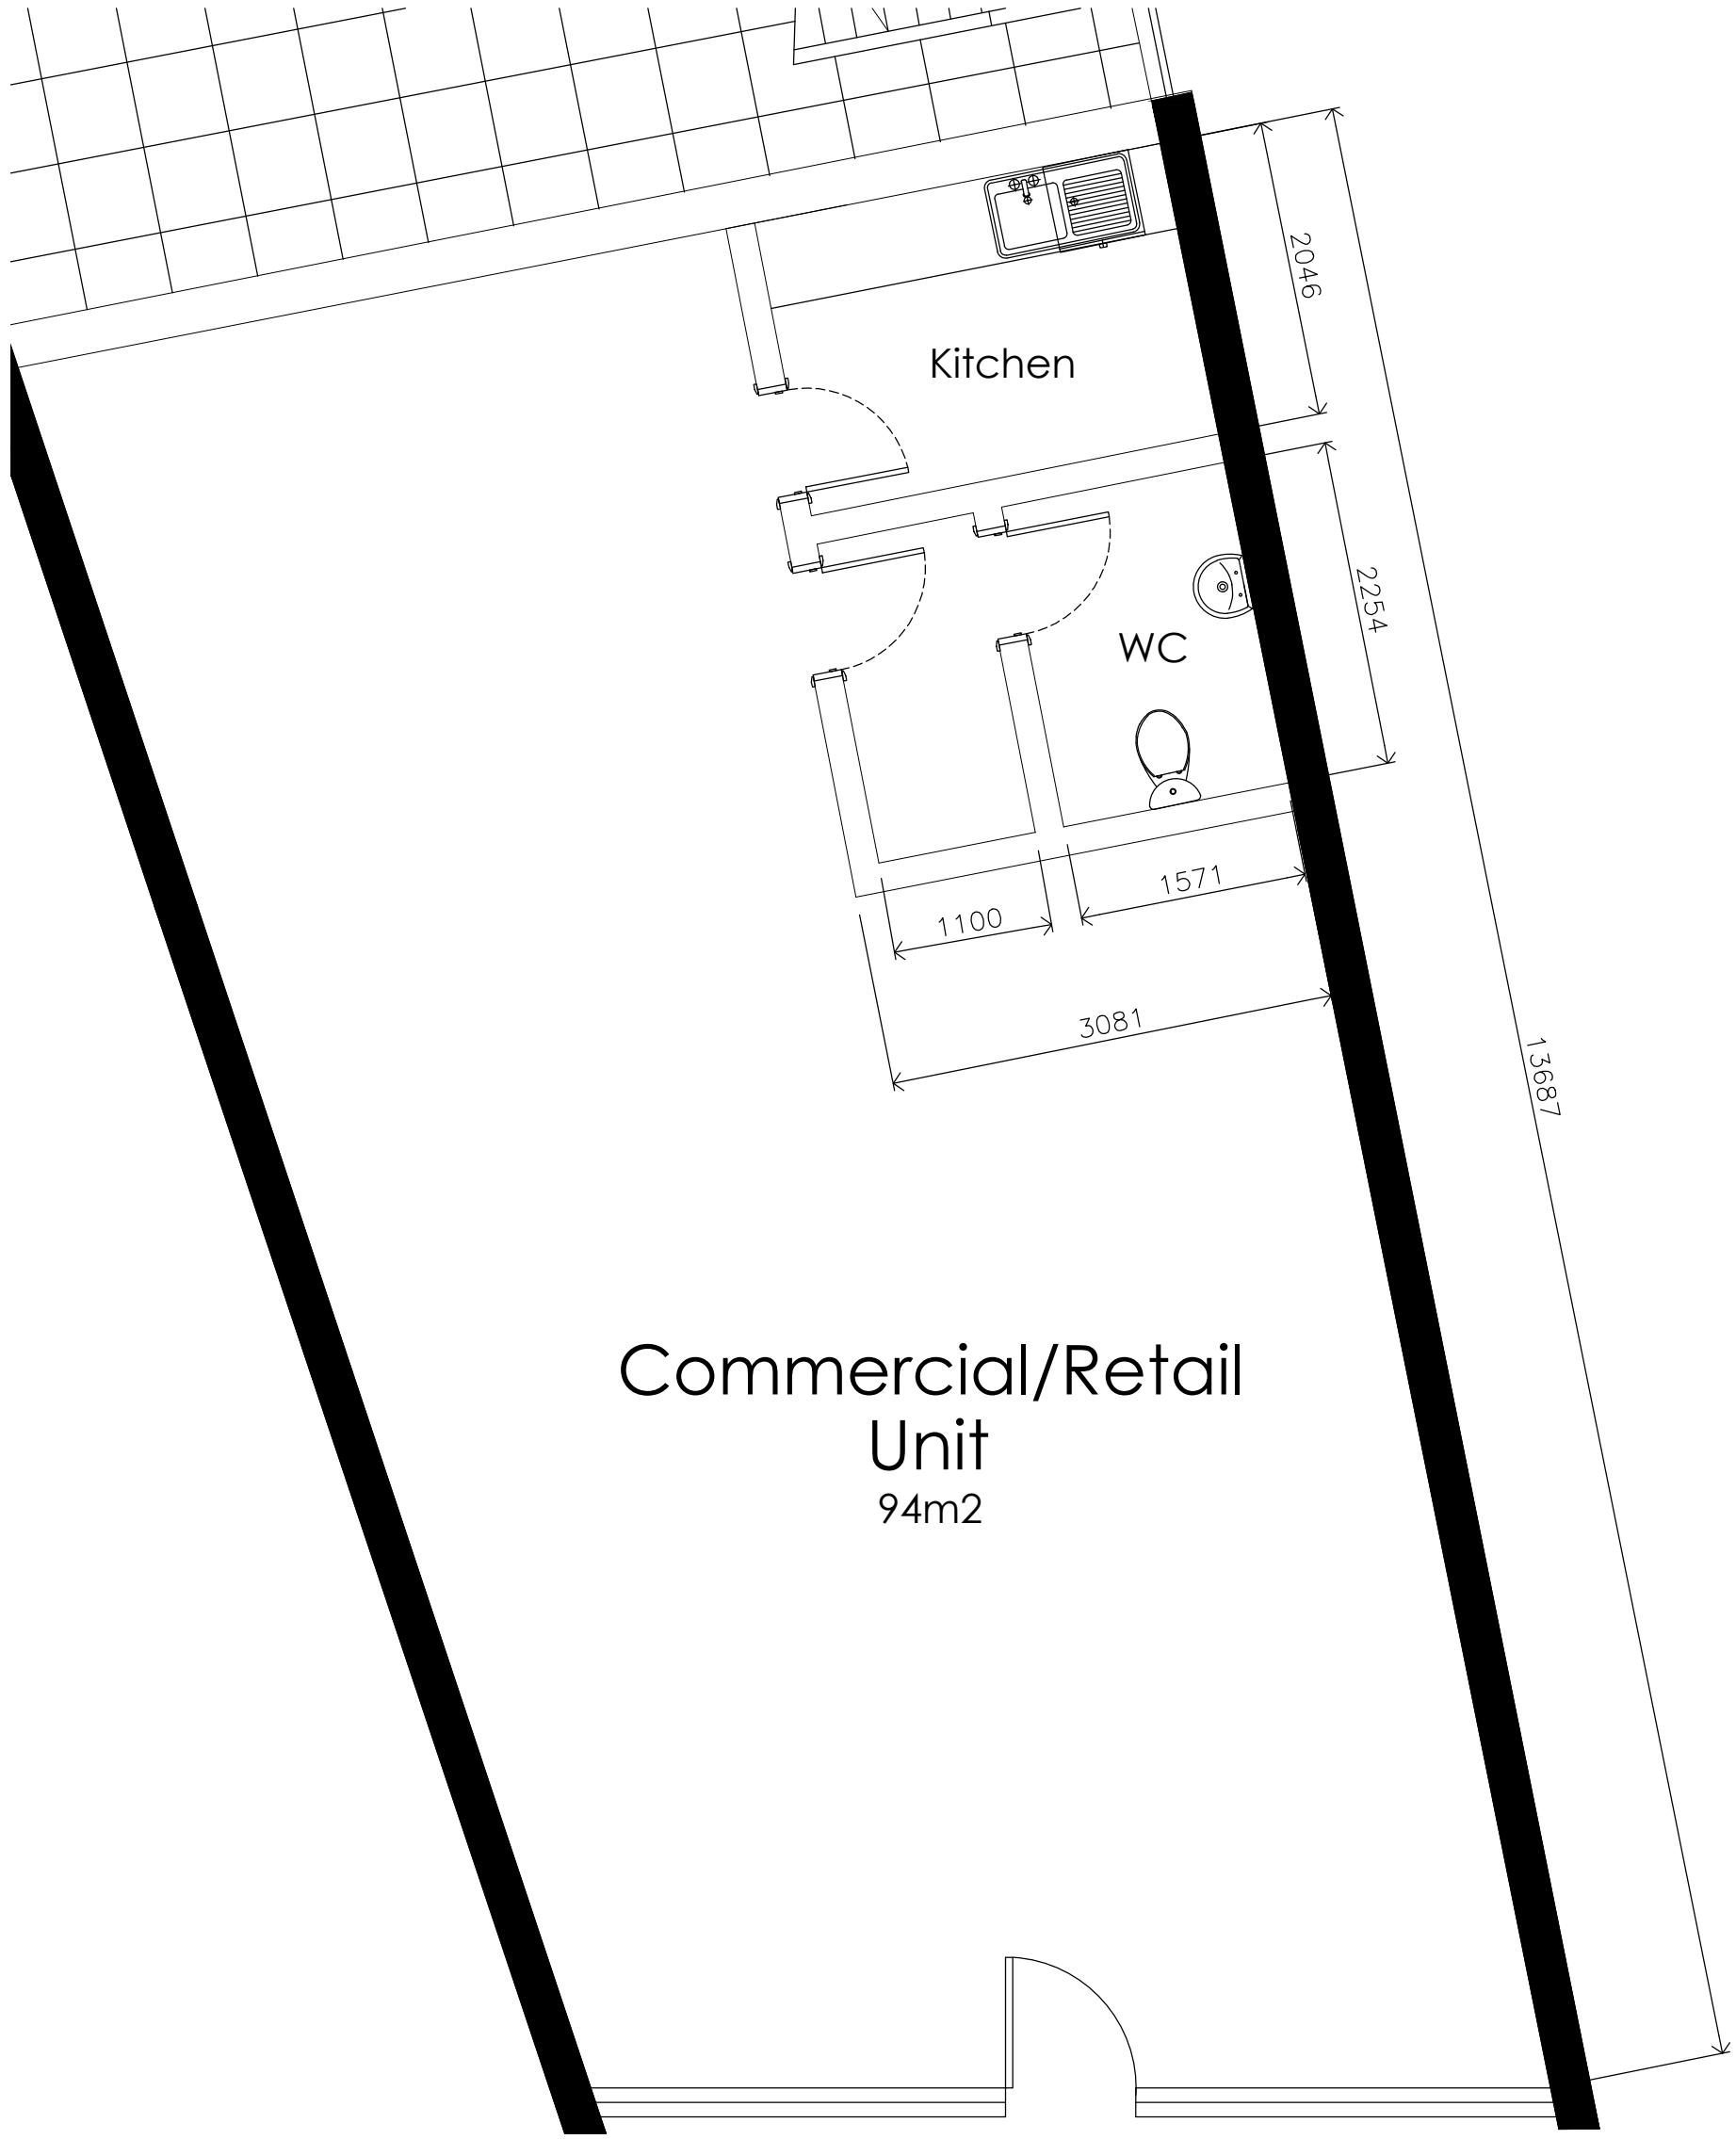 2046
Kitchen
2254
WC
1571
1100
3081
13687
Commercial/Retail
Unit
94m2